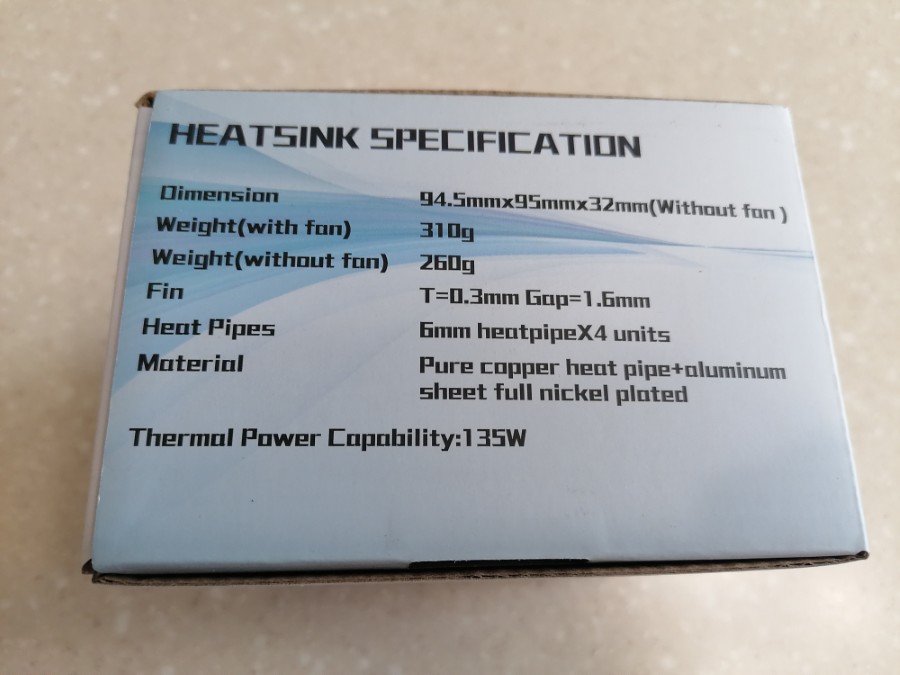 HEATSINK SPECIFICATION
Dimension 94.5mmx95mmx32mm(Without fan )
Weight(with fan) 310g
Weight(without fan) 260g
Fin T=0.3mm Gap=1.6mm
Heat Pipes 6mm heatpipeX4 units
Material Pure copper heat pipe+aluminum
sheet full nickel plated
Thermal Power Capability:135W